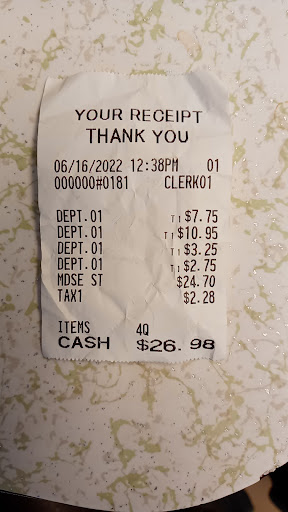 YOUR RECEIPT
THANK YOU
06/16/2022 12:38PM 01
000000#0181 CLERK01
DEPT.01 T1 $7.75
DEPT.01 T1 $10.95
DEPT.01 T1 $3.25
DEPT.01 T1 $2.75
MDSE ST $24.70
TAX1 $2.28
ITEMS 4Q
CASH $26.98